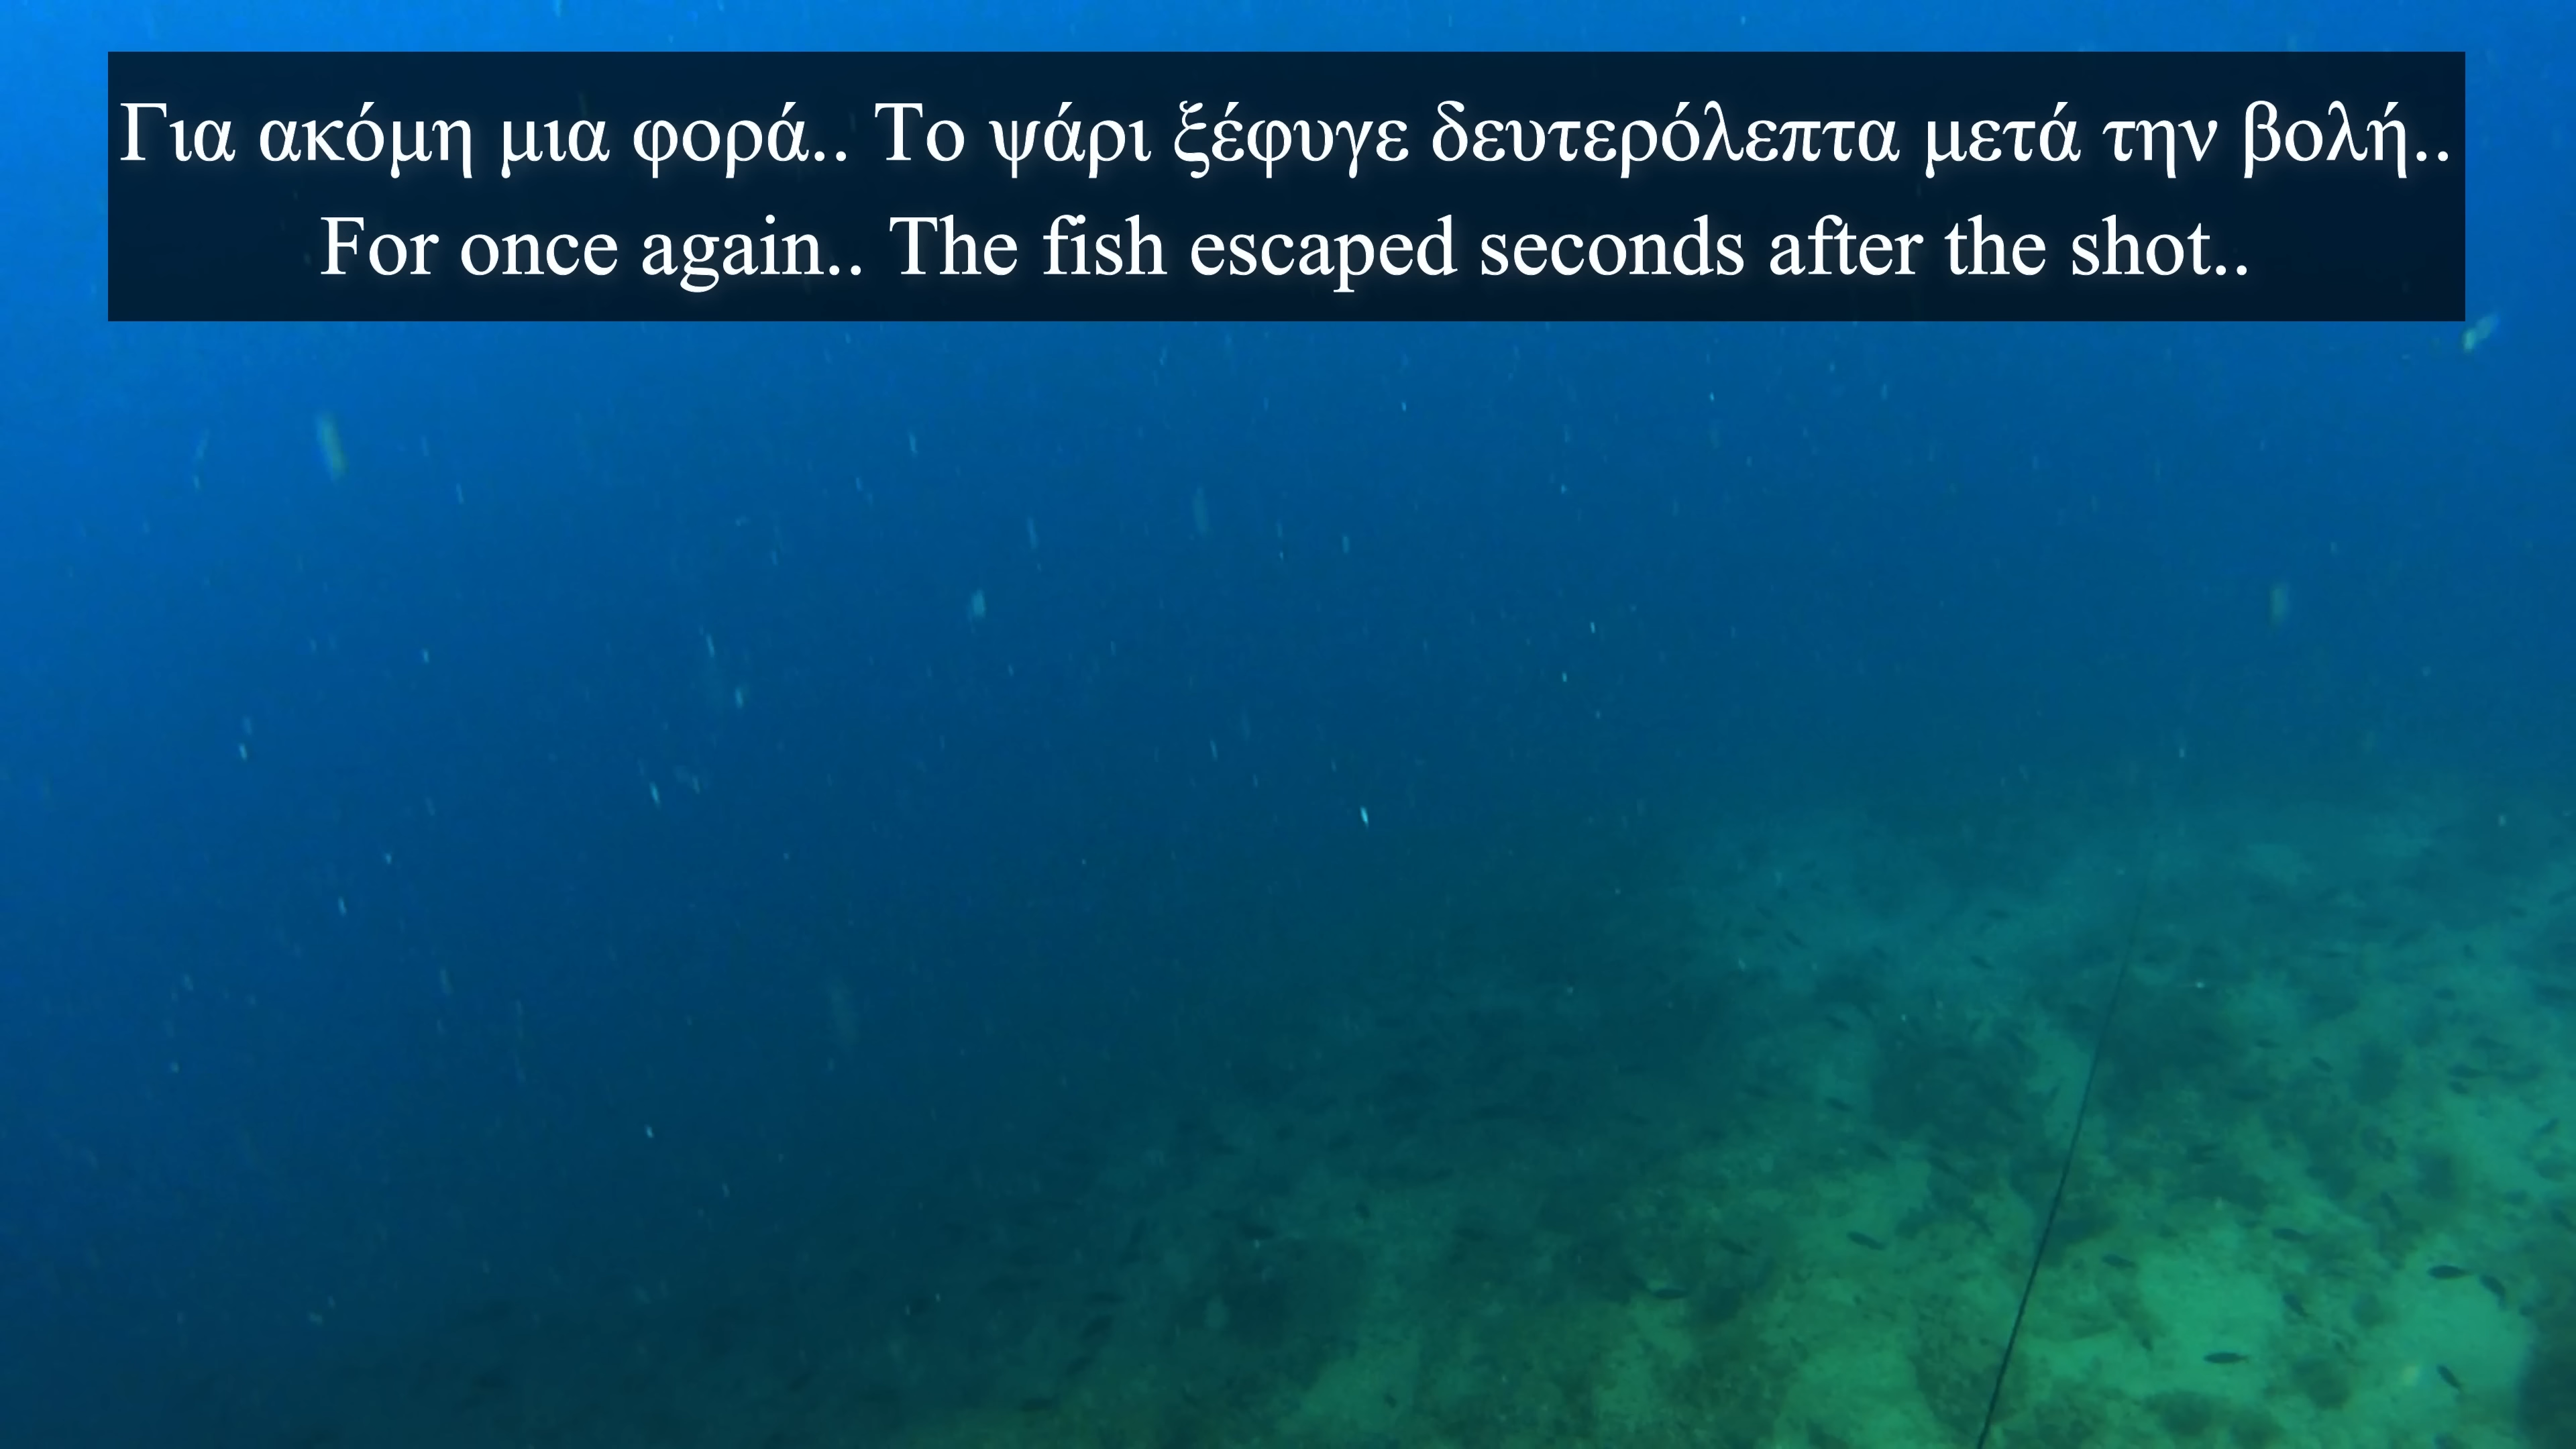 Για ακόμη μια φορά.. Το ψάρι ξέφυγε δευτερόλεπτα μετά την βολή..
For once again.. The fish escaped seconds after the shot..